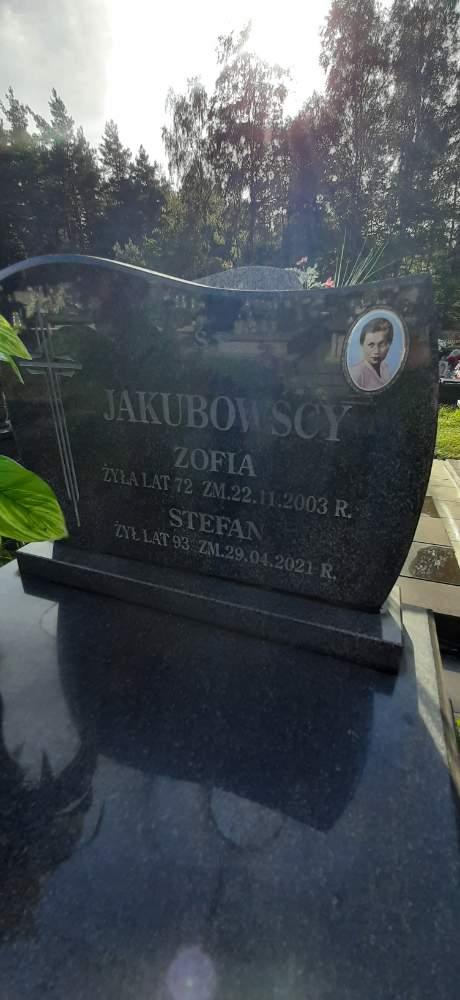 JAKUBOWSCY
ZOFIA
ŻYŁA LAT 72 ZM.22.11.2003 R.
STEFAN
ŻYŁ LAT 93 ZM.29.04.2021 R.